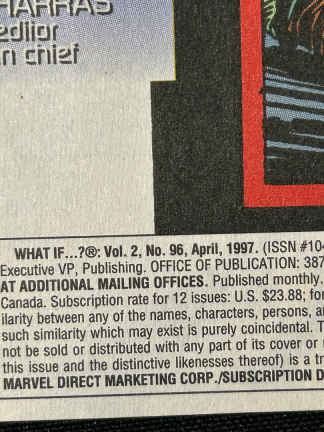 HARRAS
editor
in chief
WHAT IF...?®: Vol. 2, No. 96, April, 1997. (ISSN #10
Executive VP, Publishing. OFFICE OF PUBLICATION: 387
AT ADDITIONAL MAILING OFFICES. Published monthly.
Canada. Subscription rate for 12 issues: U.S. $23.88; fo
ilarity between any of the names, characters, persons, a
such similarity which may exist is purely coincidental. T
not be sold or distributed with any part of its cover or
this issue and the distinctive likenesses thereof) is a tr
MARVEL DIRECT MARKETING CORP./SUBSCRIPTION D